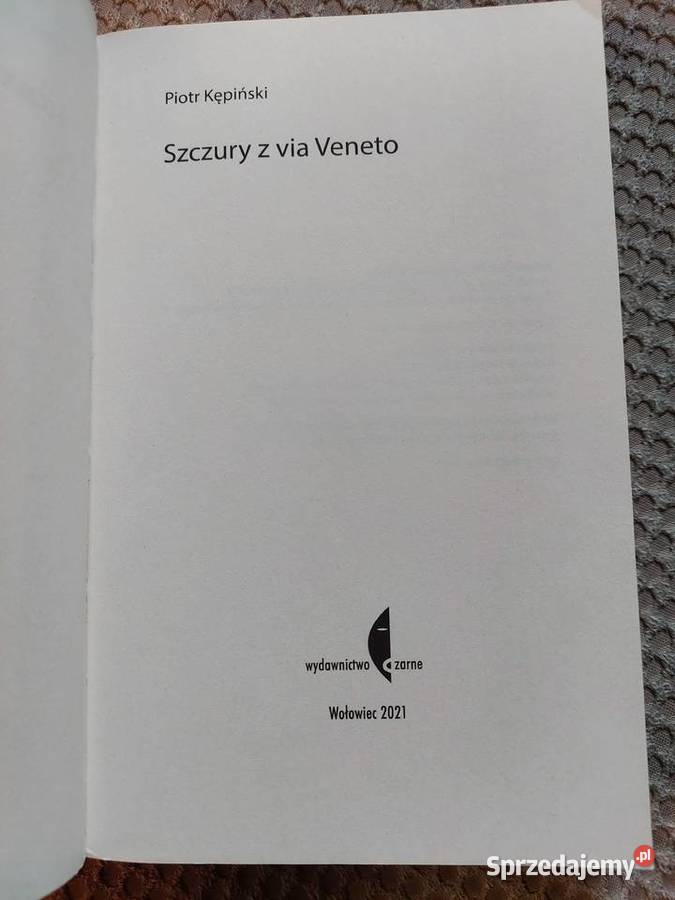 Piotr Kępiński
Szczury z via Veneto
wydawnictwo czarne
Wołowiec 2021
Sprzedajemy.pl